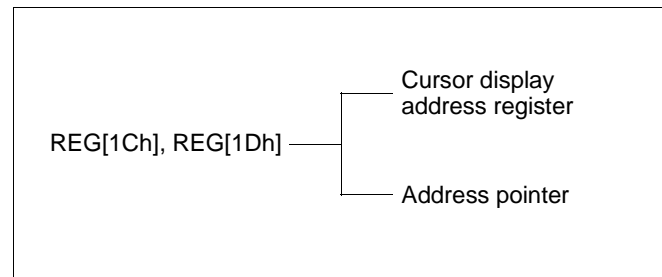 Cursor display
address register
REG[1Ch], REG[1Dh]
Address pointer